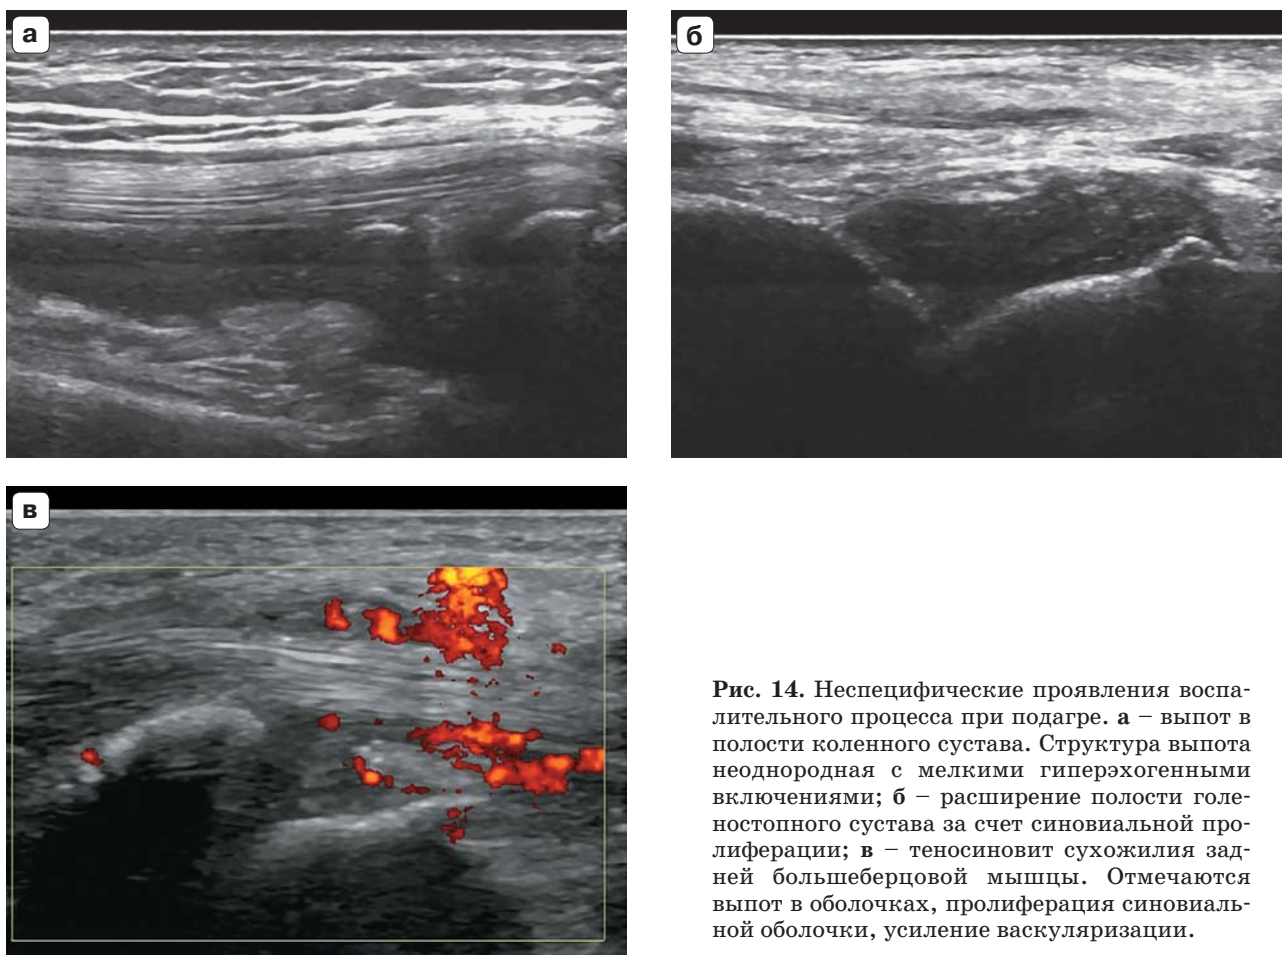 а
б
в
Рис. 14. Неспецифические проявления воспа-
лительного процесса при подагре. а – выпот в
полости коленного сустава. Структура выпота
неоднородная с мелкими гиперэхогенными
включениями; б – расширение полости голе-
ностопного сустава за счет синовиальной про-
лиферации; в – теносиновит сухожилия зад-
ней большеберцовой мышцы. Отмечаются
выпот в оболочках, пролиферация синовиаль-
ной оболочки, усиление васкуляризации.